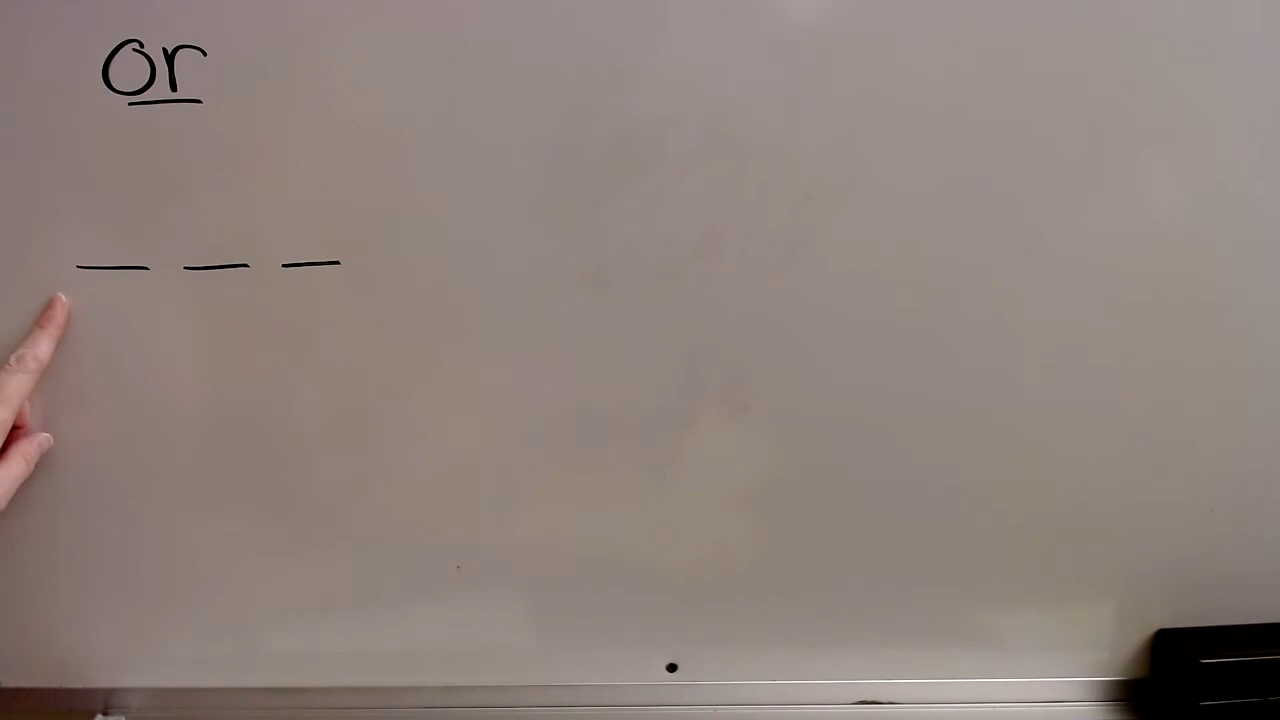 or
_ _ _